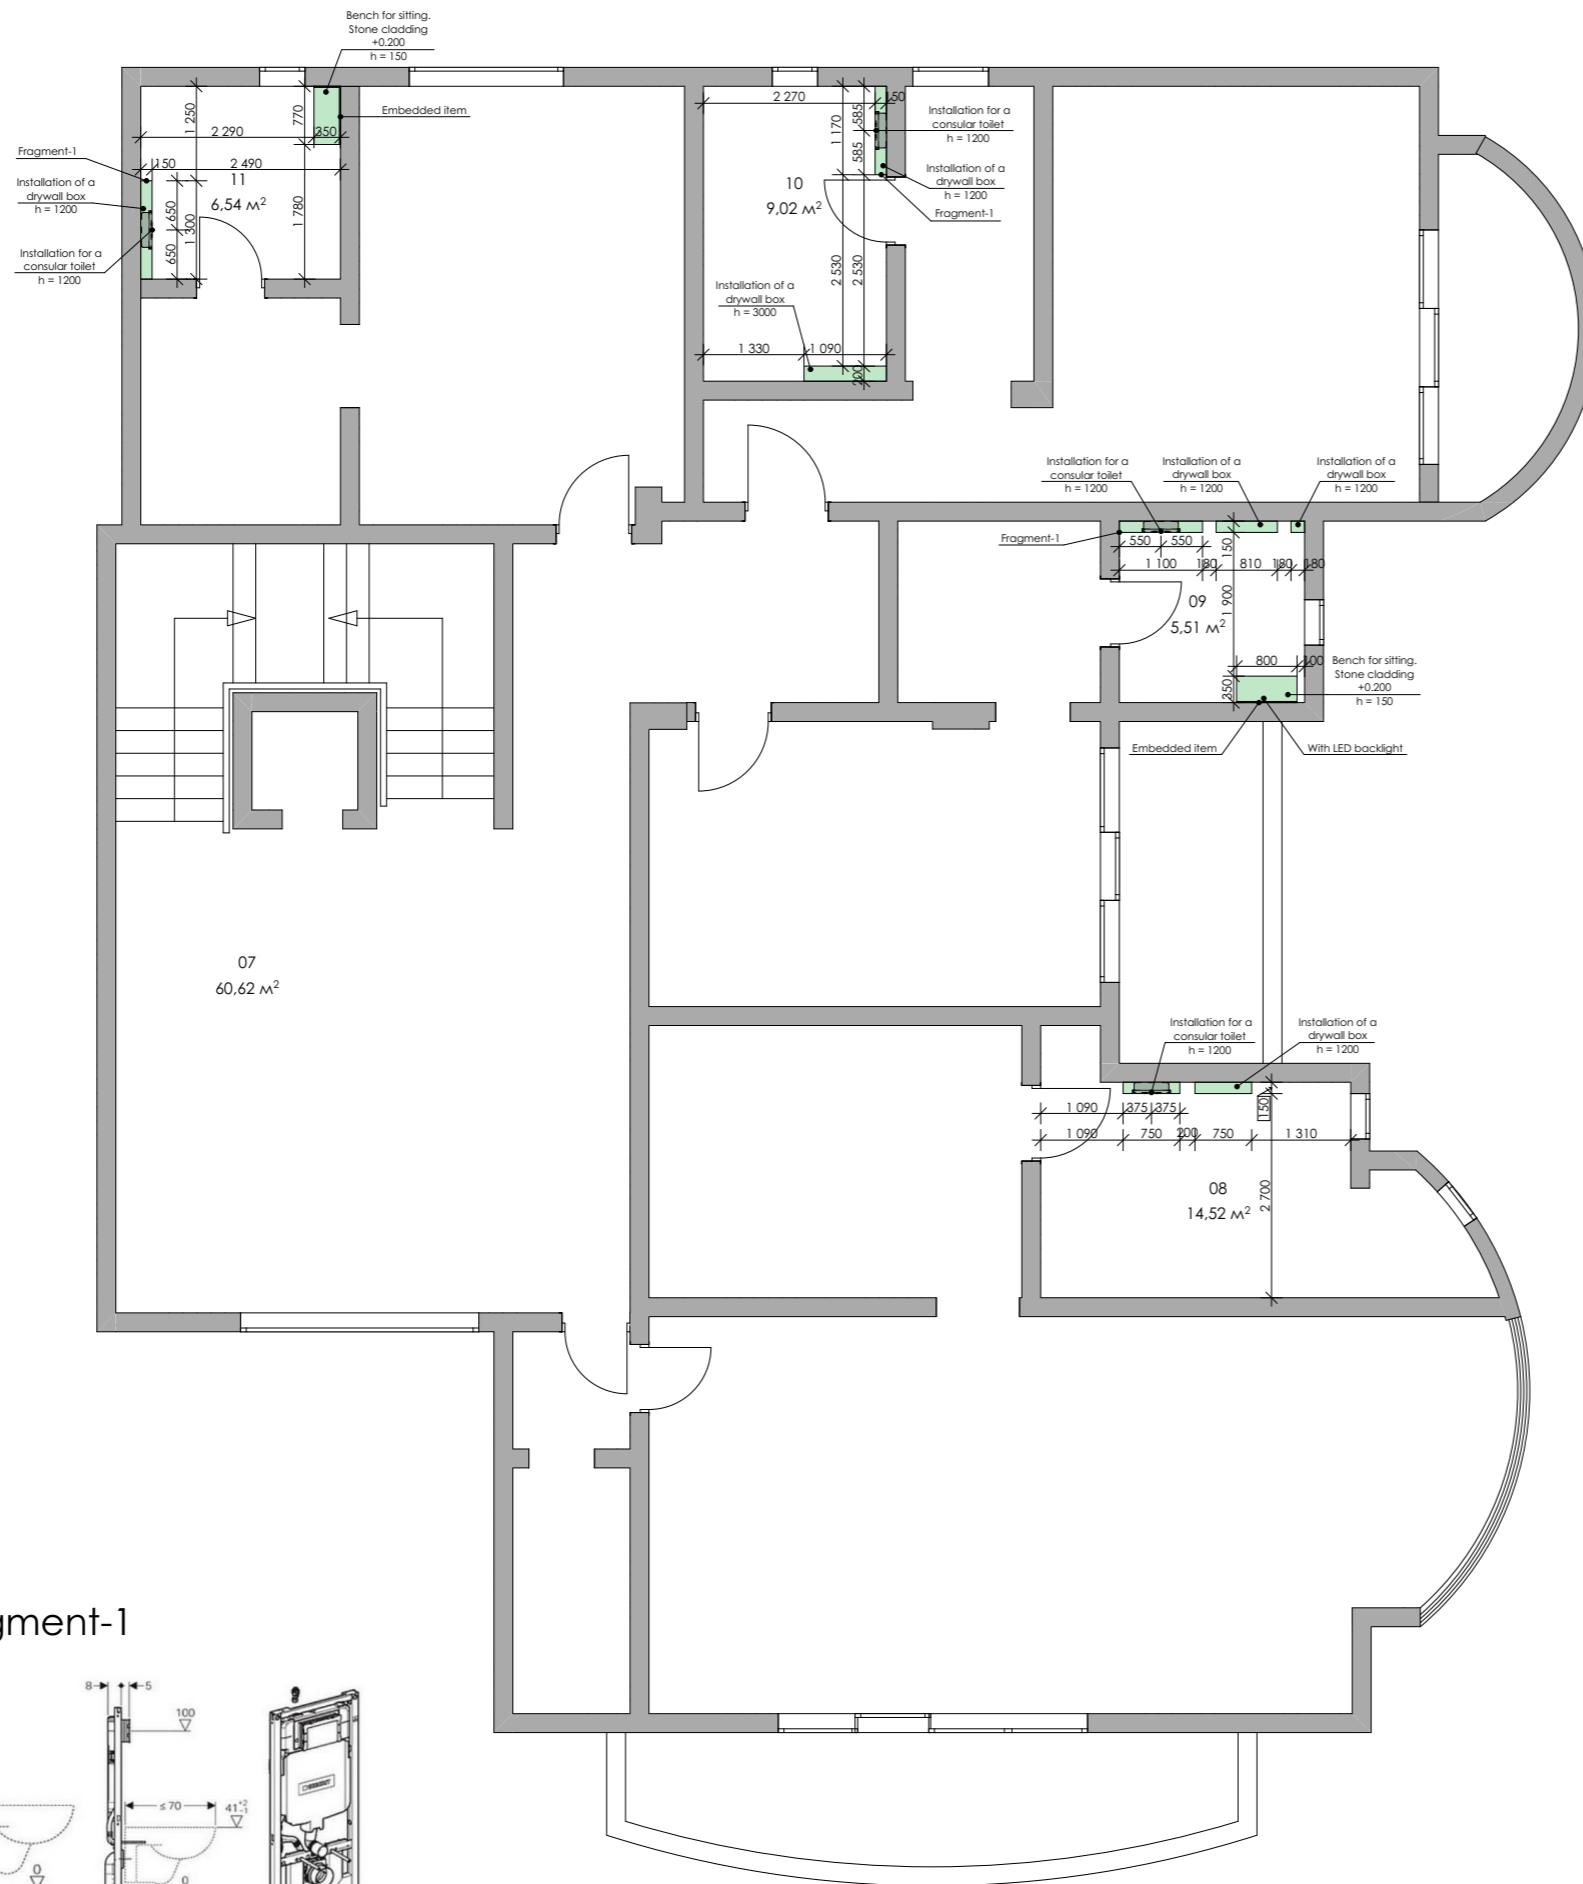 Bench for sitting.
Stone cladding
+0.200
h = 150
Embedded item
1 250
770
2 290
350
Fragment-1
150
2 490
Installation of a
drywall box
h = 1200
11
6,54 м²
650
1 300
650
1 780
Installation for a
consular toilet
h = 1200
2 270
150
585
1 170
585
Installation for a
consular toilet
h = 1200
Installation of a
drywall box
h = 1200
Fragment-1
10
9,02 м²
2 530
2 530
Installation of a
drywall box
h = 3000
1 330
1 090
200
Installation for a
consular toilet
h = 1200
Installation of a
drywall box
h = 1200
Installation of a
drywall box
h = 1200
Fragment-1
550
550
150
1 100
180
810
180
180
1 900
09
5,51 м²
800
100
350
Bench for sitting.
Stone cladding
+0.200
h = 150
Embedded item
With LED backlight
07
60,62 м²
Installation for a
consular toilet
h = 1200
Installation of a
drywall box
h = 1200
1 090
375
375
150
1 090
750
200
750
1 310
08
14,52 м²
2 700
gment-1
8
5
100
≤ 70
41+2-1
0
0